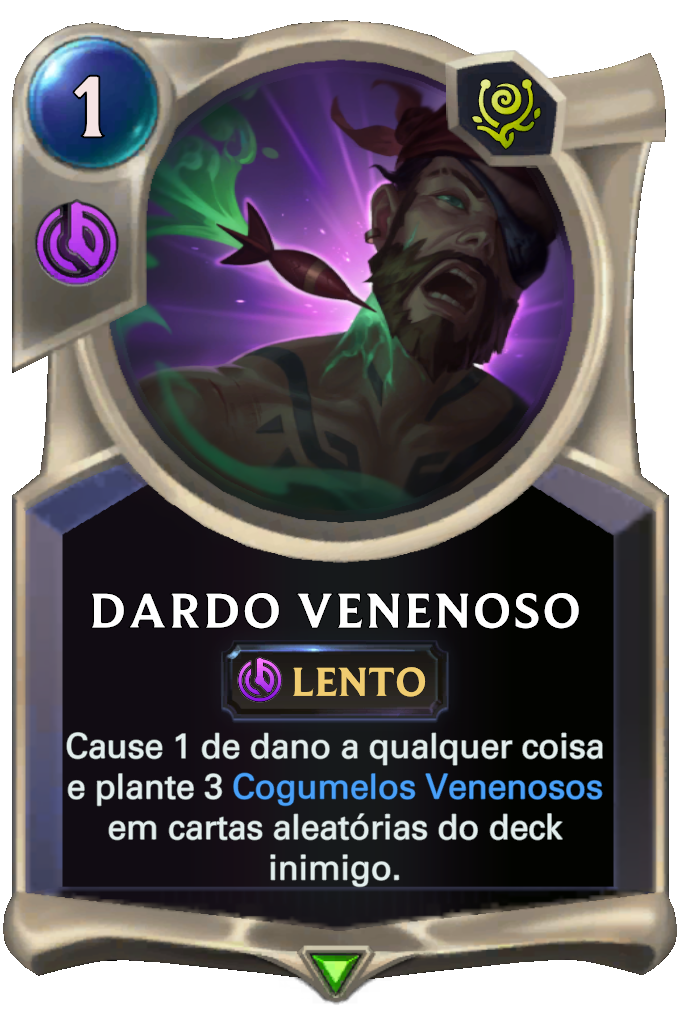 1
DARDO VENENOSO
LENTO
Cause 1 de dano a qualquer coisa
e plante 3 Cogumelos Venenosos
em cartas aleatórias do deck
inimigo.